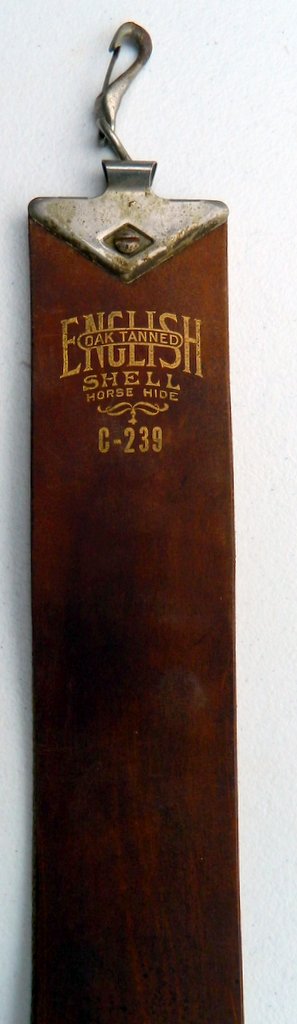 ENGLISH
OAK TANNED
SHELL
HORSE HIDE
C-239